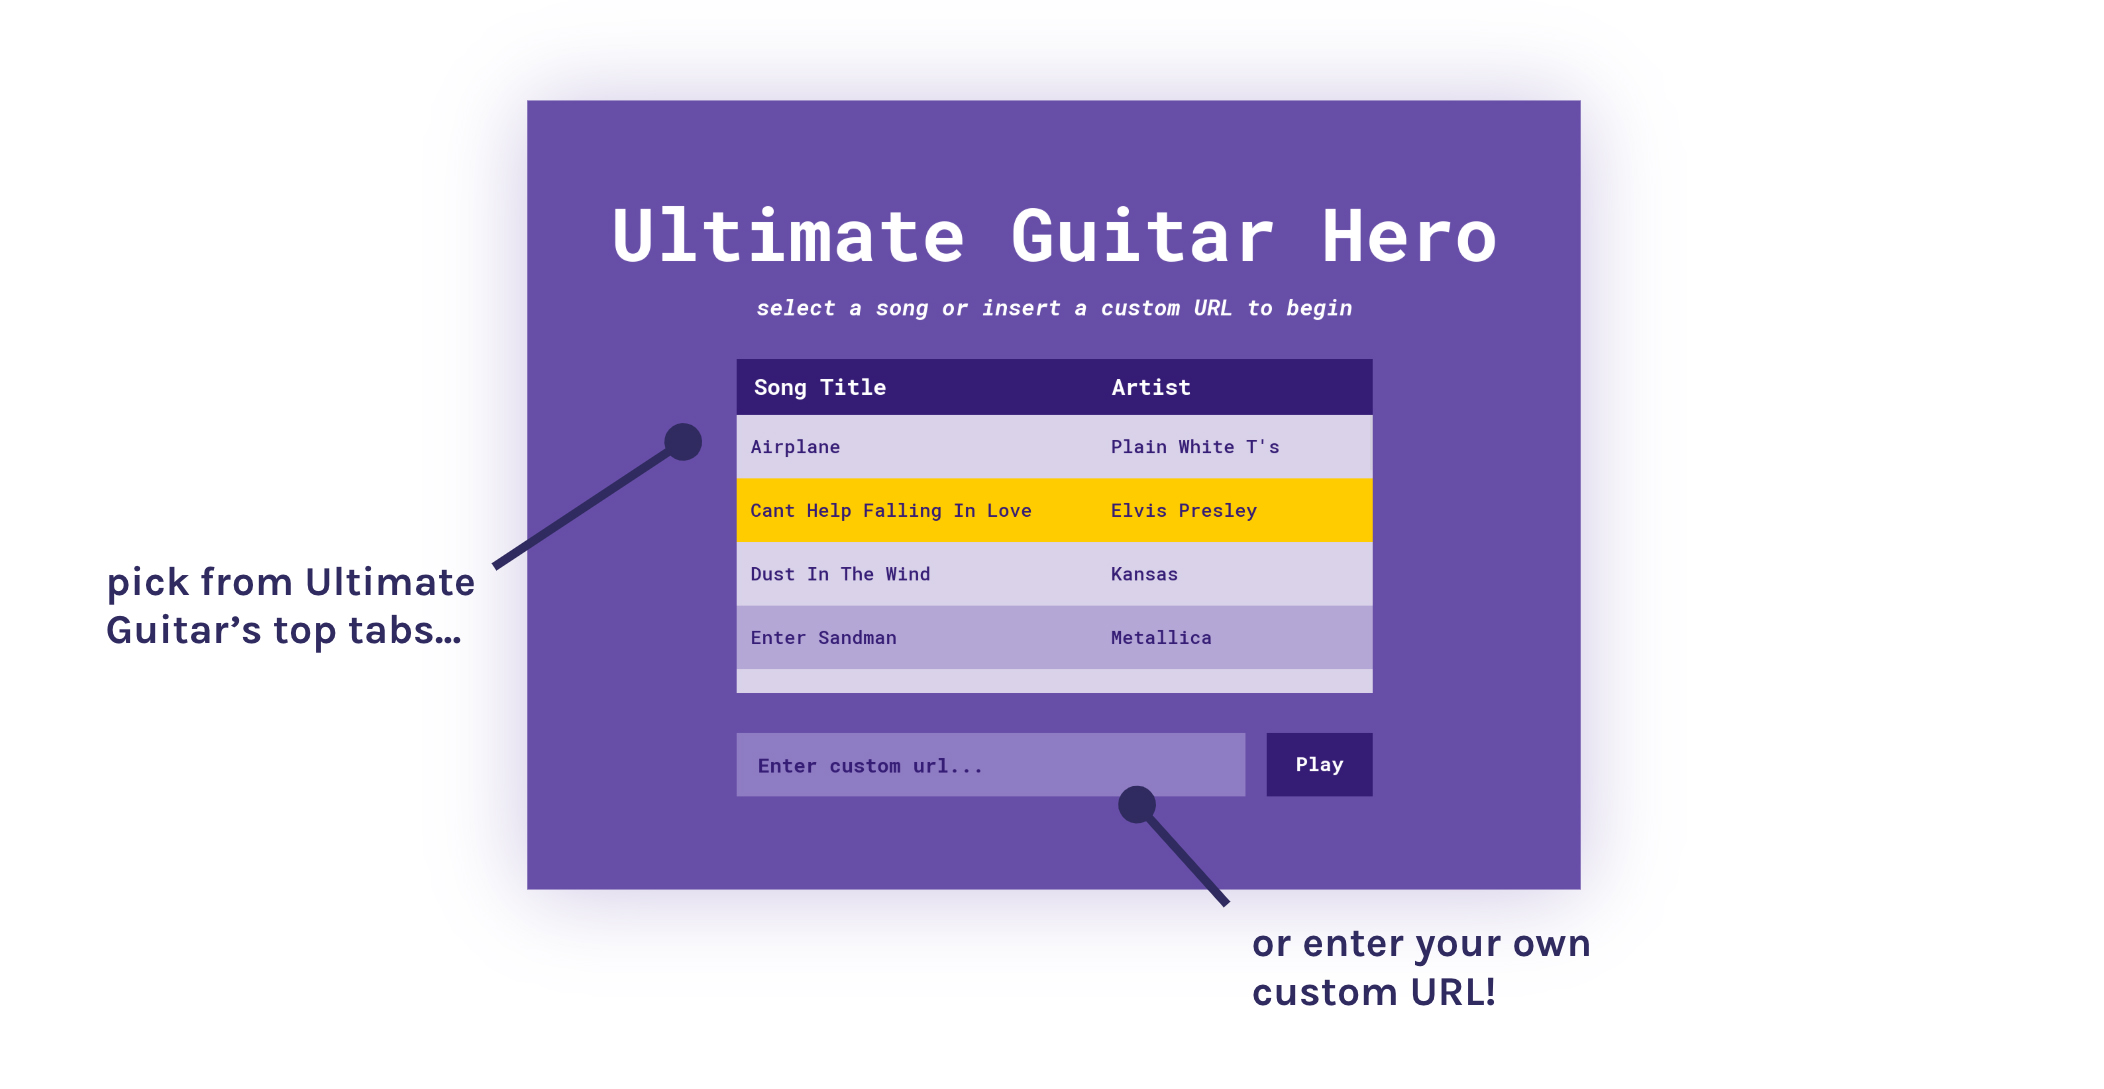 Ultimate Guitar Hero
select a song or insert a custom URL to begin
Song Title Artist
Airplane Plain White T's
Cant Help Falling In Love Elvis Presley
Dust In The Wind Kansas
Enter Sandman Metallica
Enter custom url... Play
pick from Ultimate
Guitar’s top tabs...
or enter your own
custom URL!